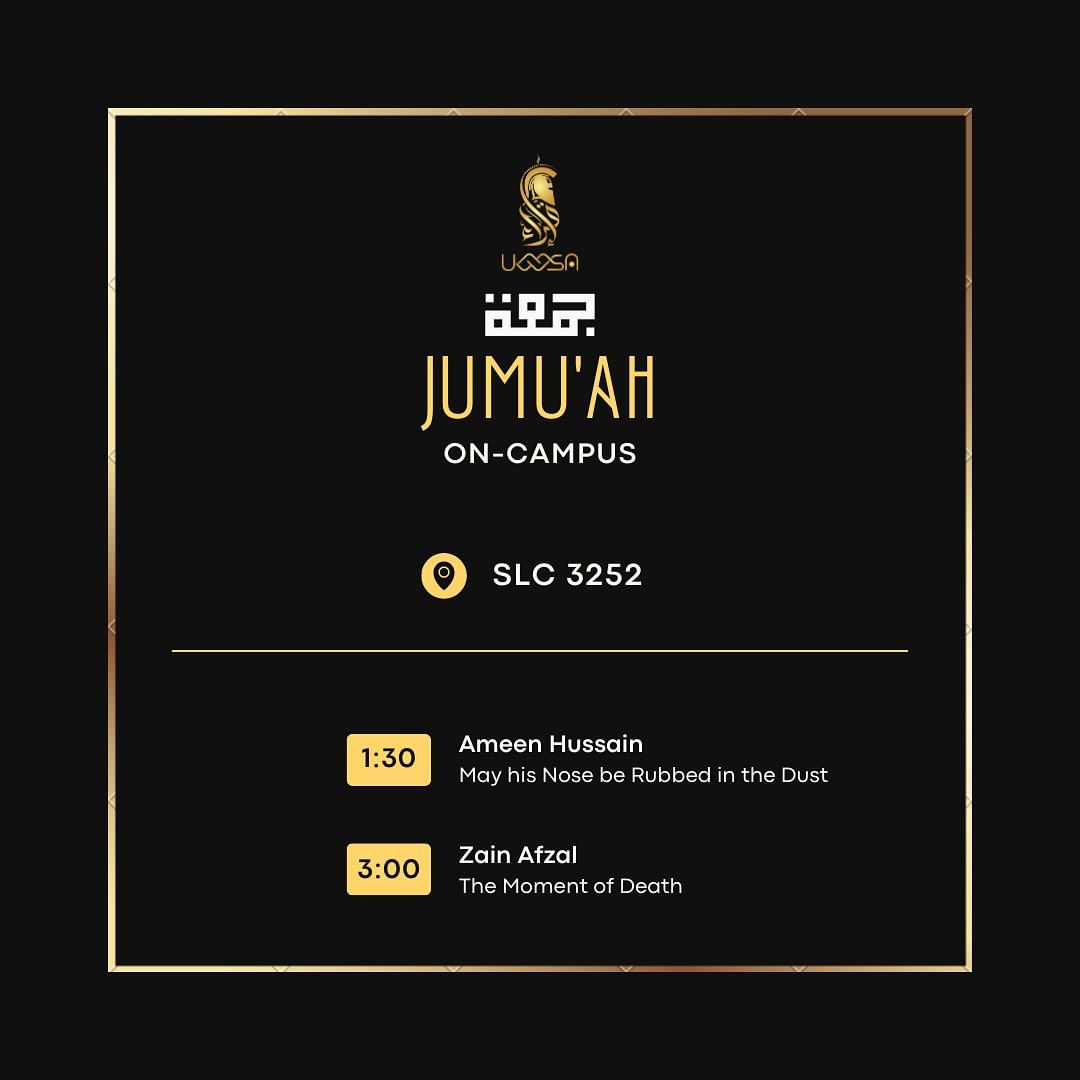 جمعة
JUMU'AH
ON-CAMPUS
SLC 3252
1:30
Ameen Hussain
May his Nose be Rubbed in the Dust
3:00
Zain Afzal
The Moment of Death